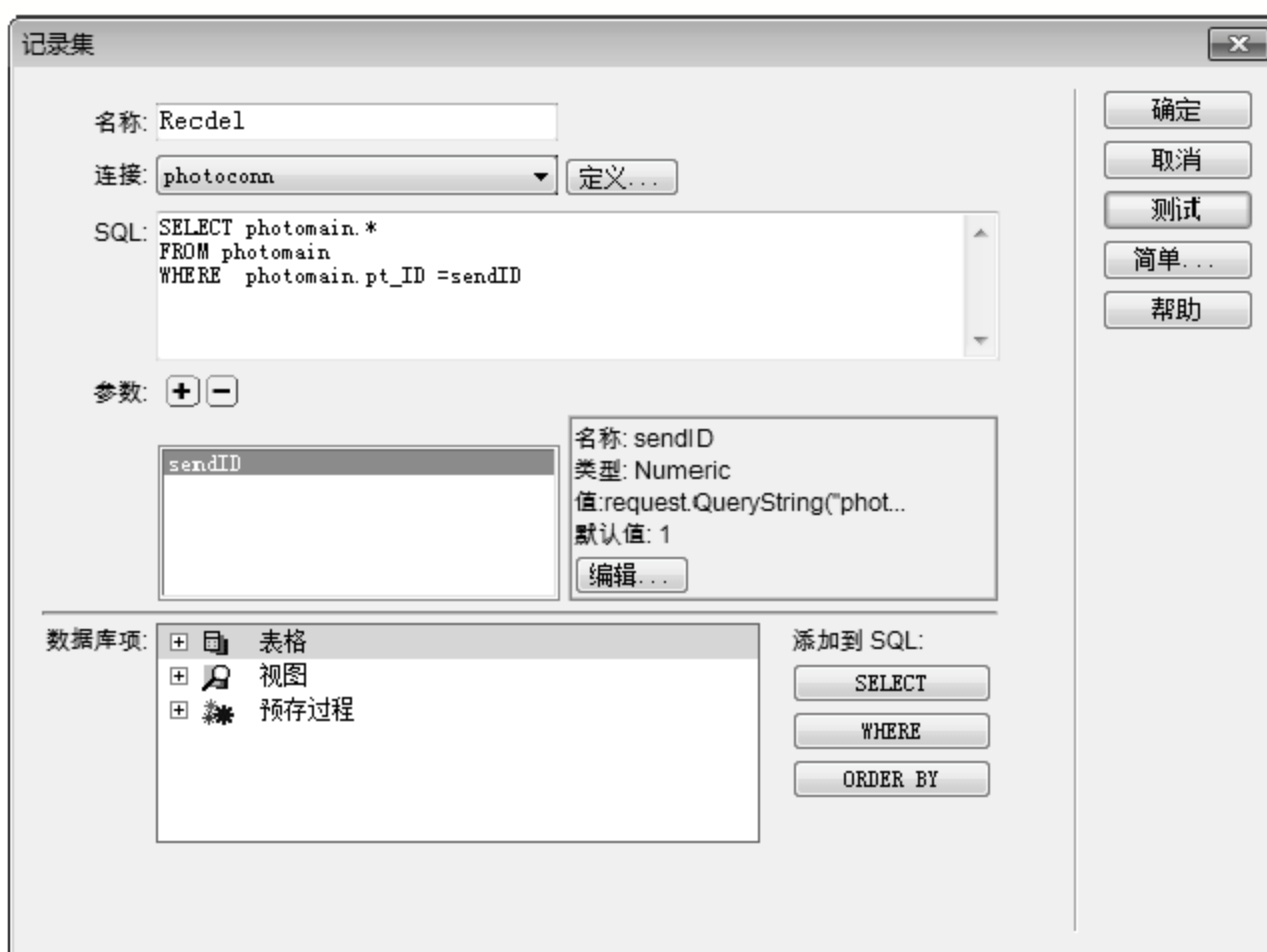 记录集
名称: Recdel
连接: photoconn 定义...
SQL: SELECT photomain.*
FROM photomain
WHERE photomain.pt_ID =sendID
参数:
sendID
名称: sendID
类型: Numeric
值:request.QueryString("phot...
默认值: 1
编辑...
数据库项: 表格
视图
预存过程
添加到 SQL:
SELECT
WHERE
ORDER BY
确定
取消
测试
简单...
帮助